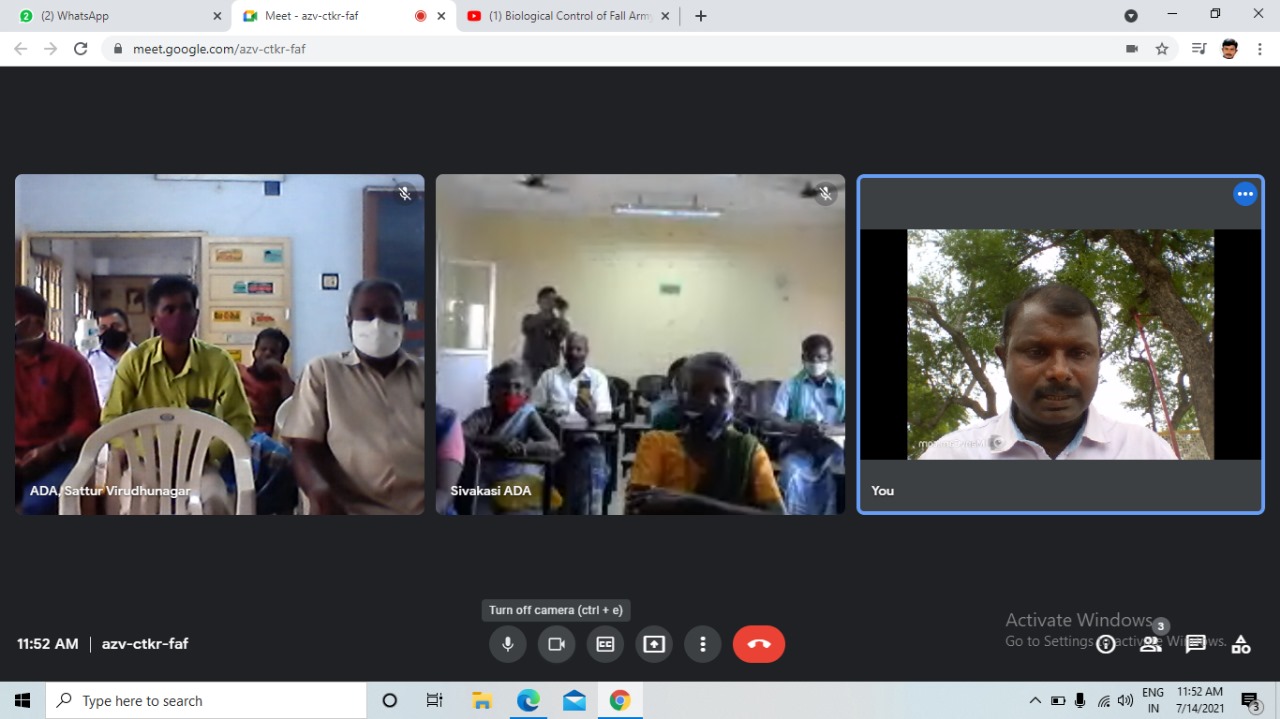 (2) WhatsApp
Meet - azv-ctkr-faf
(1) Biological Control of Fall Arm
meet.google.com/azv-ctkr-faf
ADA, Sattur Virudhunagar
Sivakasi ADA
You
Turn off camera (ctrl + e)
11:52 AM | azv-ctkr-faf
CC
3
Activate Windows
Go to Settings to activate Windows.
Type here to search
ENG
IN
11:52 AM
7/14/2021
3